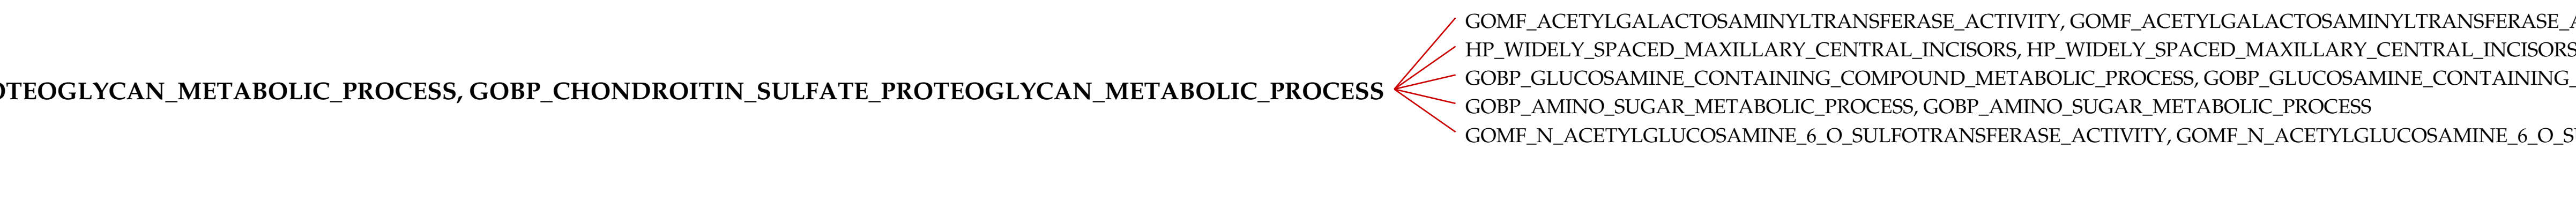 OTEOGLYCAN_METABOLIC_PROCESS, GOBP_CHONDROITIN_SULFATE_PROTEOGLYCAN_METABOLIC_PROCESS
GOMF_ACETYLGALACTOSAMINYLTRANSFERASE_ACTIVITY, GOMF_ACETYLGALACTOSAMINYLTRANSFERASE_A
HP_WIDELY_SPACED_MAXILLARY_CENTRAL_INCISORS, HP_WIDELY_SPACED_MAXILLARY_CENTRAL_INCISORS
GOBP_GLUCOSAMINE_CONTAINING_COMPOUND_METABOLIC_PROCESS, GOBP_GLUCOSAMINE_CONTAINING_
GOBP_AMINO_SUGAR_METABOLIC_PROCESS, GOBP_AMINO_SUGAR_METABOLIC_PROCESS
GOMF_N_ACETYLGLUCOSAMINE_6_O_SULFOTRANSFERASE_ACTIVITY, GOMF_N_ACETYLGLUCOSAMINE_6_O_S